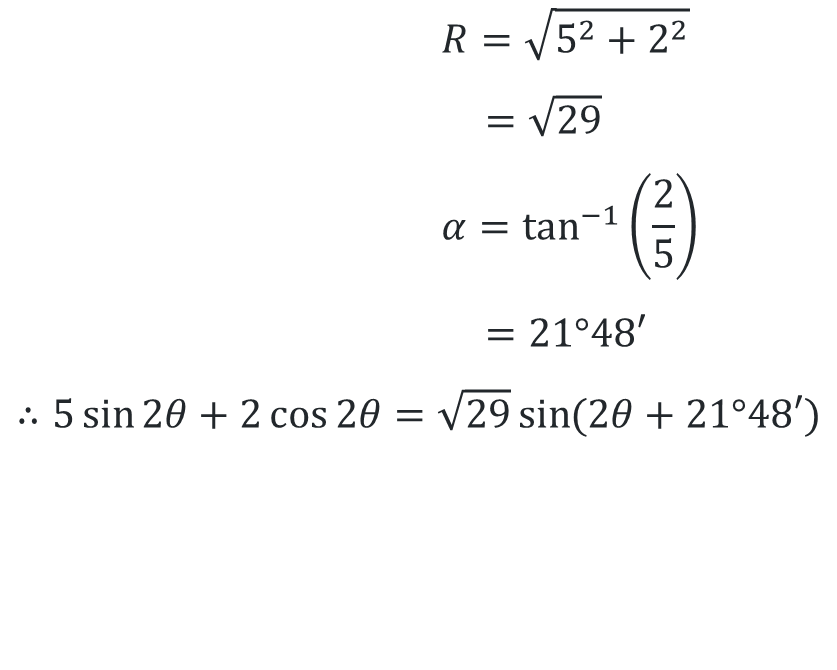 R = √(5² + 2²)
= √29
α = tan⁻¹(2/5)
= 21°48′
∴ 5 sin 2θ + 2 cos 2θ = √29 sin(2θ + 21°48′)